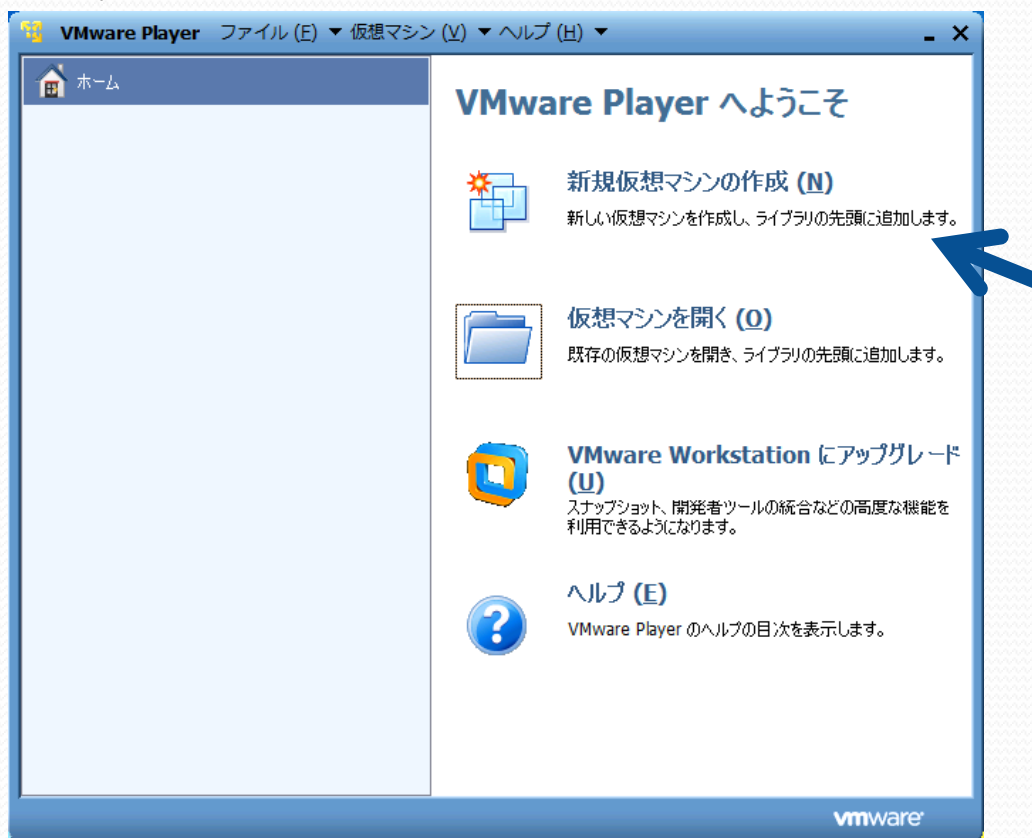 VMware Player ファイル (F) ▼ 仮想マシン (V) ▼ ヘルプ (H) ▼
ホーム
VMware Player へようこそ
新規仮想マシンの作成 (N)
新しい仮想マシンを作成し、ライブラリの先頭に追加します。
仮想マシンを開く (O)
既存の仮想マシンを開き、ライブラリの先頭に追加します。
VMware Workstation にアップグレード
(U)
スナップショット、開発者ツールの統合などの高度な機能を
利用できるようになります。
ヘルプ (E)
VMware Player のヘルプの目次を表示します。
vmware